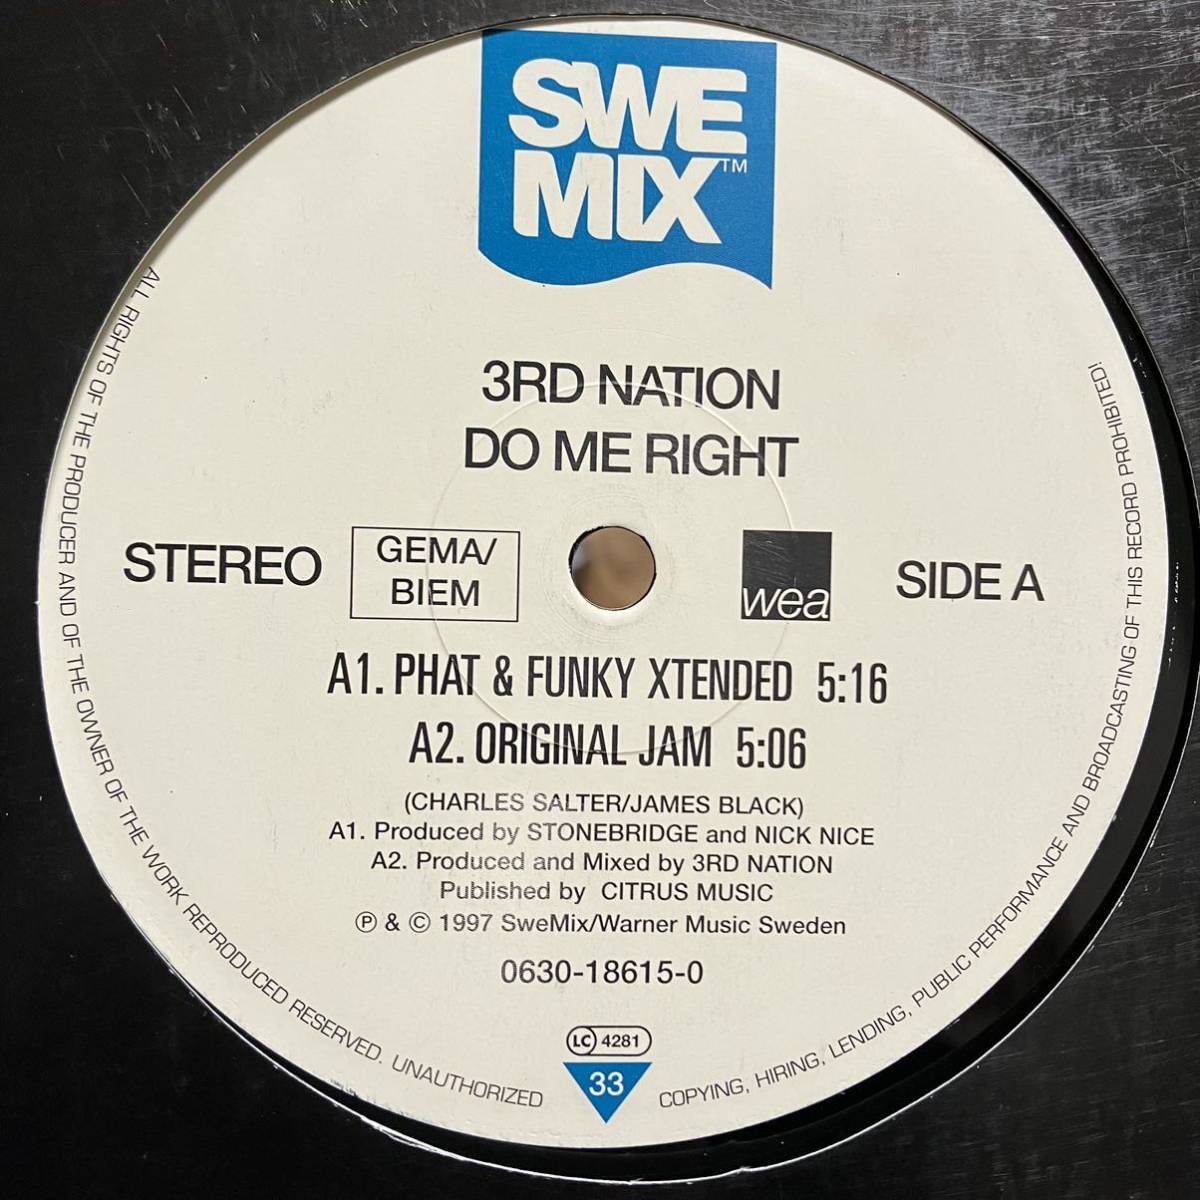 SWE
MIX™
3RD NATION
DO ME RIGHT
STEREO
GEMA/
BIEM
wea
SIDE A
A1. PHAT & FUNKY XTENDED 5:16
A2. ORIGINAL JAM 5:06
(CHARLES SALTER/JAMES BLACK)
A1. Produced by STONEBRIDGE and NICK NICE
A2. Produced and Mixed by 3RD NATION
Published by CITRUS MUSIC
℗ & © 1997 SweMix/Warner Music Sweden
0630-18615-0
LC 4281
33
ALL RIGHTS OF THE PRODUCER AND OF THE OWNER OF THE WORK REPRODUCED RESERVED. UNAUTHORIZED COPYING, HIRING, LENDING, PUBLIC PERFORMANCE AND BROADCASTING OF THIS RECORD PROHIBITED!